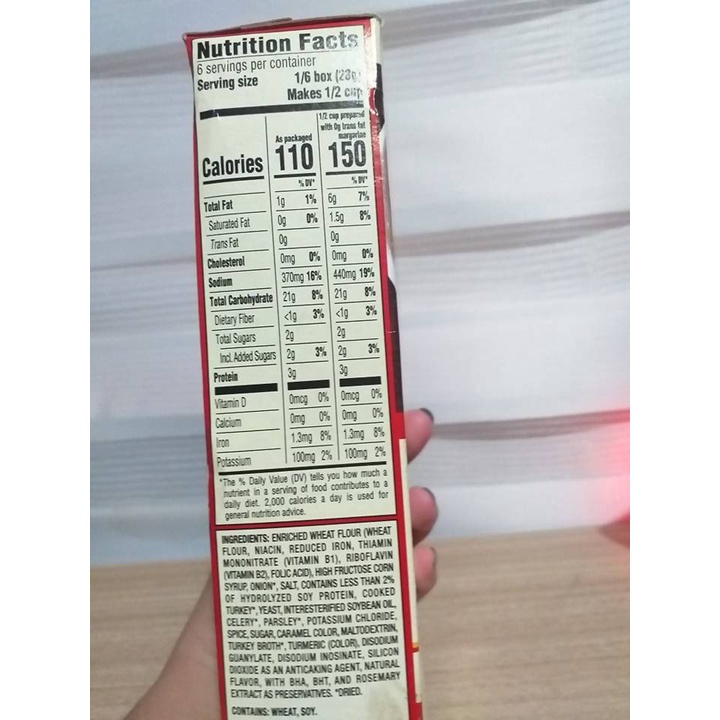 Nutrition Facts
6 servings per container
Serving size 1/6 box (28g)
Makes 1/2 cup
1/2 cup prepared
with 0g trans fat
margarine
As packaged
Calories 110 150
% DV* % DV*
Total Fat 1g 1% 6g 7%
Saturated Fat 0g 0% 1.5g 8%
Trans Fat 0g 0g
Cholesterol 0mg 0% 0mg 0%
Sodium 370mg 16% 440mg 19%
Total Carbohydrate 21g 8% 21g 8%
Dietary Fiber <1g 3% <1g 3%
Total Sugars 2g 2g
Incl. Added Sugars 2g 3% 2g 3%
Protein 3g 3g
Vitamin D 0mcg 0% 0mcg 0%
Calcium 0mg 0% 0mg 0%
Iron 1.3mg 8% 1.3mg 8%
Potassium 100mg 2% 100mg 2%
*The % Daily Value (DV) tells you how much a
nutrient in a serving of food contributes to a
daily diet. 2,000 calories a day is used for
general nutrition advice.
INGREDIENTS: ENRICHED WHEAT FLOUR (WHEAT
FLOUR, NIACIN, REDUCED IRON, THIAMIN
MONONITRATE (VITAMIN B1), RIBOFLAVIN
(VITAMIN B2), FOLIC ACID), HIGH FRUCTOSE CORN
SYRUP, ONION*, SALT, CONTAINS LESS THAN 2%
OF HYDROLYZED SOY PROTEIN, COOKED
TURKEY*, YEAST, INTERESTERIFIED SOYBEAN OIL,
CELERY*, PARSLEY*, POTASSIUM CHLORIDE,
SPICE, SUGAR, CARAMEL COLOR, MALTODEXTRIN,
TURKEY BROTH*, TURMERIC (COLOR), DISODIUM
GUANYLATE, DISODIUM INOSINATE, SILICON
DIOXIDE AS AN ANTICAKING AGENT, NATURAL
FLAVOR, WITH BHA, BHT, AND ROSEMARY
EXTRACT AS PRESERVATIVES. *DRIED.
CONTAINS: WHEAT, SOY.